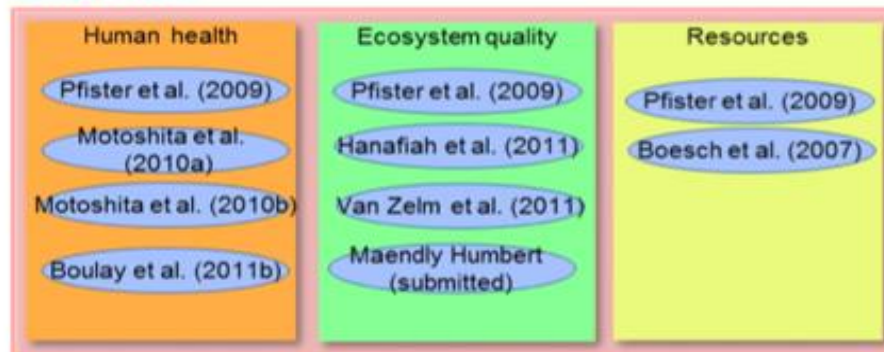 Human health
Pfister et al. (2009)
Motoshita et al.
(2010a)
Motoshita et al. (2010b)
Boulay et al. (2011b)
Ecosystem quality
Pfister et al. (2009)
Hanafiah et al. (2011)
Van Zelm et al. (2011)
Maendly Humbert
(submitted)
Resources
Pfister et al. (2009)
Boesch et al. (2007)